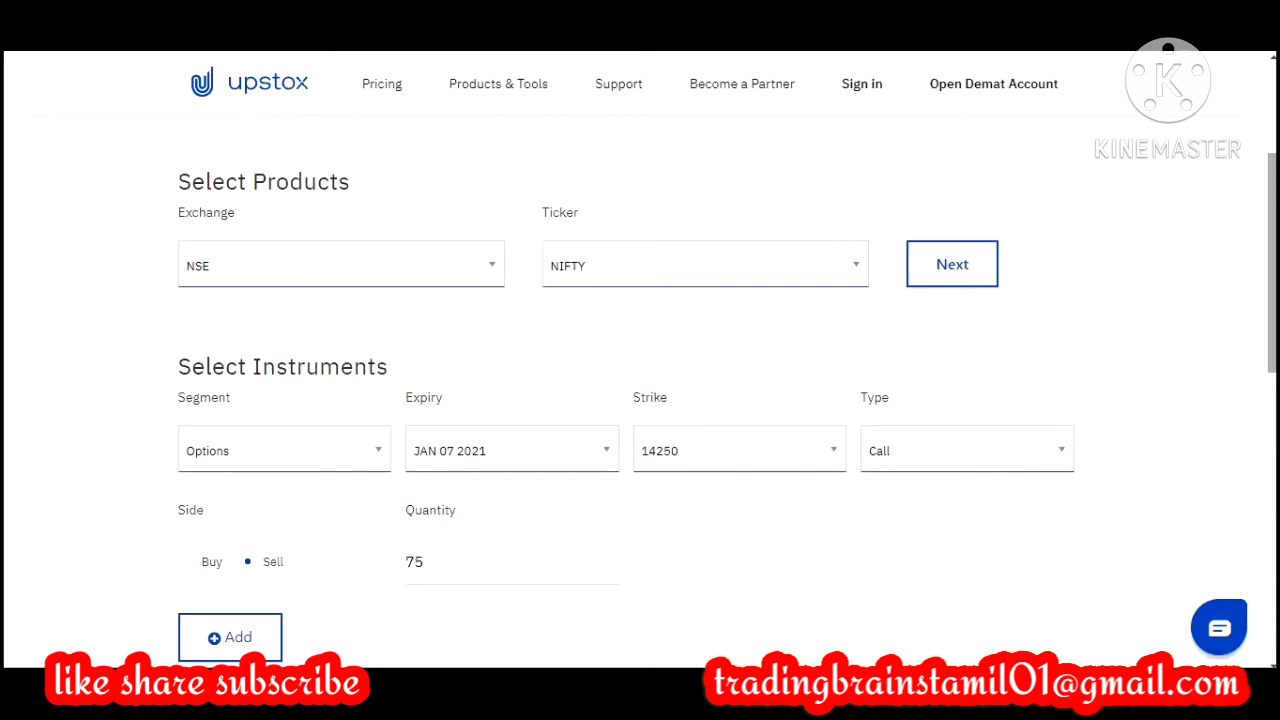 upstox Pricing Products & Tools Support Become a Partner Sign in Open Demat Account
K
KINEMASTER
Select Products
Exchange Ticker
NSE NIFTY Next
Select Instruments
Segment Expiry Strike Type
Options JAN 07 2021 14250 Call
Side Quantity
Buy Sell 75
Add
like share subscribe tradingbrainstamil01@gmail.com